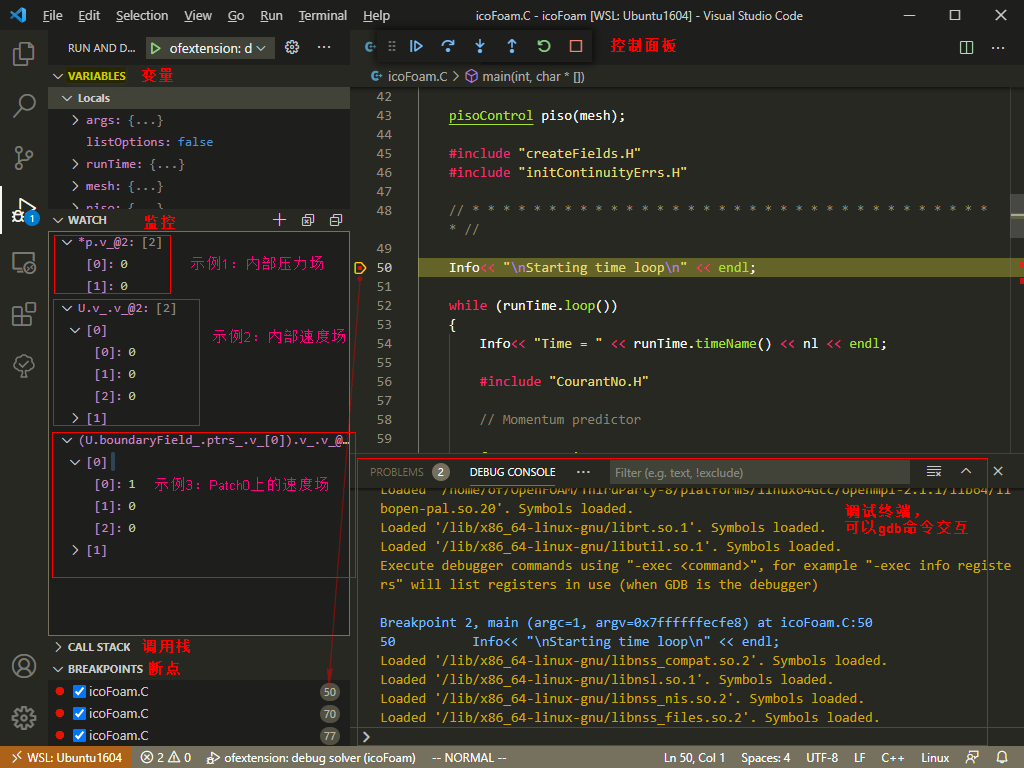 File Edit Selection View Go Run Terminal Help icoFoam.C - icoFoam [WSL: Ubuntu1604] - Visual Studio Code
RUN AND D... ofextension: d
控制面板
VARIABLES 变量
Locals
args: {...}
listOptions: false
runTime: {...}
mesh: {...}
piso: {...}
WATCH 监控
*p.v_@2: [2]
[0]: 0
[1]: 0
示例1：内部压力场
U.v_.v_@2: [2]
[0]
[0]: 0
[1]: 0
[2]: 0
[1]
示例2：内部速度场
(U.boundaryField_.ptrs_.v_[0]).v_.v_@…
[0]
[0]: 1
[1]: 0
[2]: 0
[1]
示例3：Patch0上的速度场
CALL STACK 调用栈
BREAKPOINTS 断点
icoFoam.C 50
icoFoam.C 70
icoFoam.C 77
1
icoFoam.C > main(int, char * [])
42
43 pisoControl piso(mesh);
44
45 #include "createFields.H"
46 #include "initContinuityErrs.H"
47
48 // * * * * * * * * * * * * * * * * * * * * * * * * * * * * * * * * * *
* //
49
50 Info<< "\nStarting time loop\n" << endl;
51
52 while (runTime.loop())
53 {
54 Info<< "Time = " << runTime.timeName() << nl << endl;
55
56 #include "CourantNo.H"
57
58 // Momentum predictor
59
PROBLEMS 2 DEBUG CONSOLE ... Filter (e.g. text, !exclude)
Loaded '/home/of/OpenFOAM/ThirdParty-8/platforms/linux64Gcc/openmpi-2.1.1/lib64/li
bopen-pal.so.20'. Symbols loaded.
Loaded '/lib/x86_64-linux-gnu/librt.so.1'. Symbols loaded.
Loaded '/lib/x86_64-linux-gnu/libutil.so.1'. Symbols loaded.
Execute debugger commands using "-exec <command>", for example "-exec info registe
rs" will list registers in use (when GDB is the debugger)
调试终端，
可以gdb命令交互
Breakpoint 2, main (argc=1, argv=0x7ffffffecfe8) at icoFoam.C:50
50 Info<< "\nStarting time loop\n" << endl;
Loaded '/lib/x86_64-linux-gnu/libnss_compat.so.2'. Symbols loaded.
Loaded '/lib/x86_64-linux-gnu/libnsl.so.1'. Symbols loaded.
Loaded '/lib/x86_64-linux-gnu/libnss_nis.so.2'. Symbols loaded.
Loaded '/lib/x86_64-linux-gnu/libnss_files.so.2'. Symbols loaded.
>
WSL: Ubuntu1604 2 0 ofextension: debug solver (icoFoam) -- NORMAL -- Ln 50, Col 1 Spaces: 4 UTF-8 LF C++ Linux